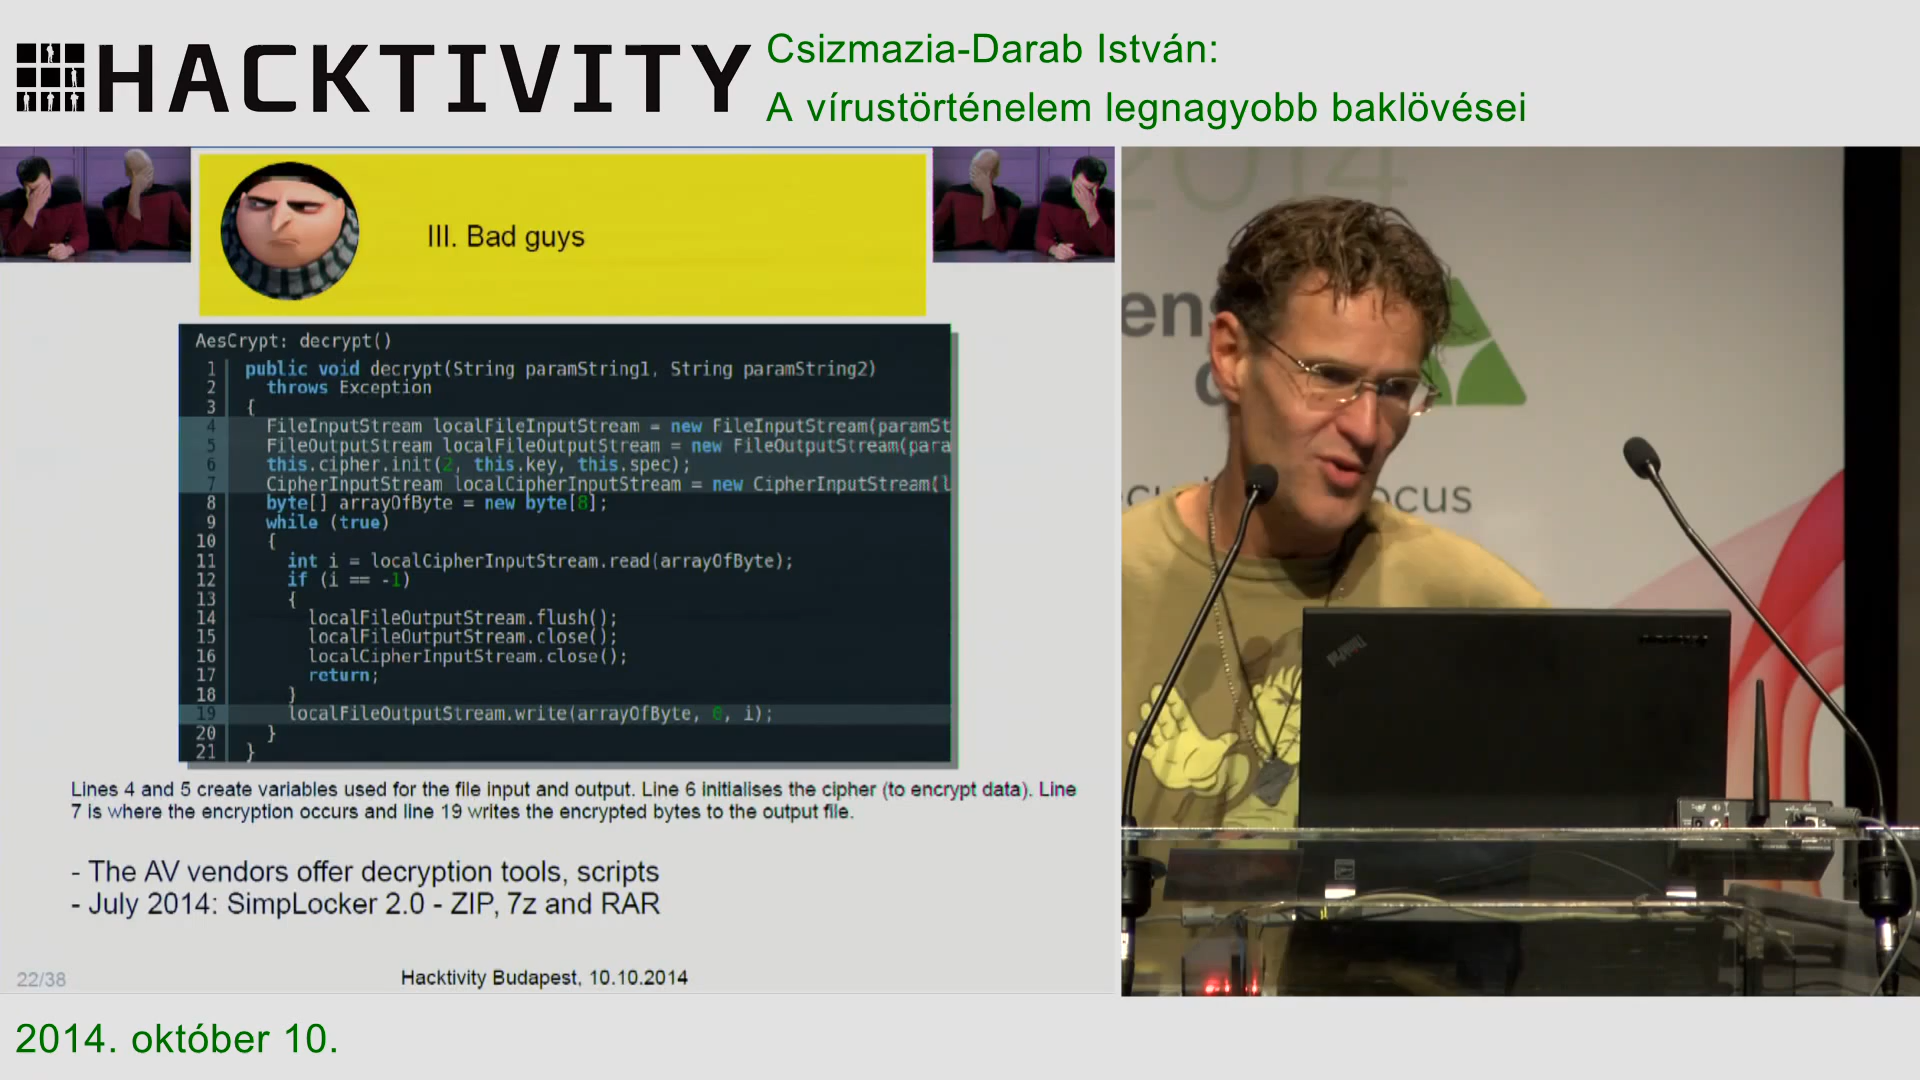 HACKTIVITY
Csizmazia-Darab István:
A vírustörténelem legnagyobb baklövései
III. Bad guys
AesCrypt: decrypt()
1 public void decrypt(String paramString1, String paramString2)
2 throws Exception
3 {
4 FileInputStream localFileInputStream = new FileInputStream(paramSt
5 FileOutputStream localFileOutputStream = new FileOutputStream(para
6 this.cipher.init(2, this.key, this.spec);
7 CipherInputStream localCipherInputStream = new CipherInputStream(l
8 byte[] arrayOfByte = new byte[8];
9 while (true)
10 {
11 int i = localCipherInputStream.read(arrayOfByte);
12 if (i == -1)
13 {
14 localFileOutputStream.flush();
15 localFileOutputStream.close();
16 localCipherInputStream.close();
17 return;
18 }
19 localFileOutputStream.write(arrayOfByte, 0, i);
20 }
21 }
Lines 4 and 5 create variables used for the file input and output. Line 6 initialises the cipher (to encrypt data). Line
7 is where the encryption occurs and line 19 writes the encrypted bytes to the output file.
- The AV vendors offer decryption tools, scripts
- July 2014: SimpLocker 2.0 - ZIP, 7z and RAR
22/38
Hacktivity Budapest, 10.10.2014
2014
ens
ocus
ThinkPad
2014. október 10.